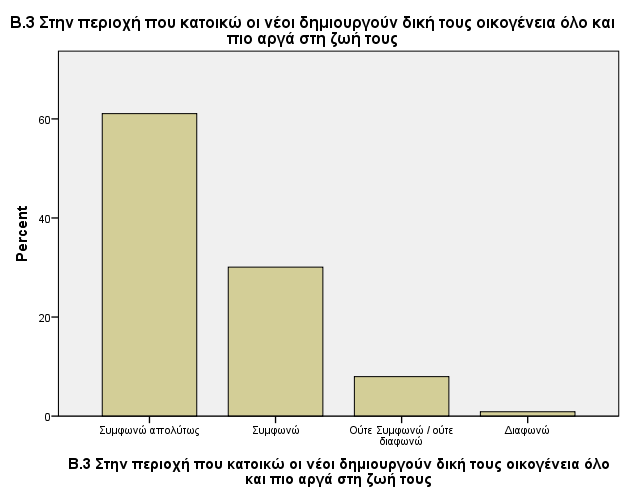 Β.3 Στην περιοχή που κατοικώ οι νέοι δημιουργούν δική τους οικογένεια όλο και
πιο αργά στη ζωή τους
60
40
20
0
Percent
Συμφωνώ απολύτως
Συμφωνώ
Ούτε Συμφωνώ / ούτε
διαφωνώ
Διαφωνώ
Β.3 Στην περιοχή που κατοικώ οι νέοι δημιουργούν δική τους οικογένεια όλο
και πιο αργά στη ζωή τους